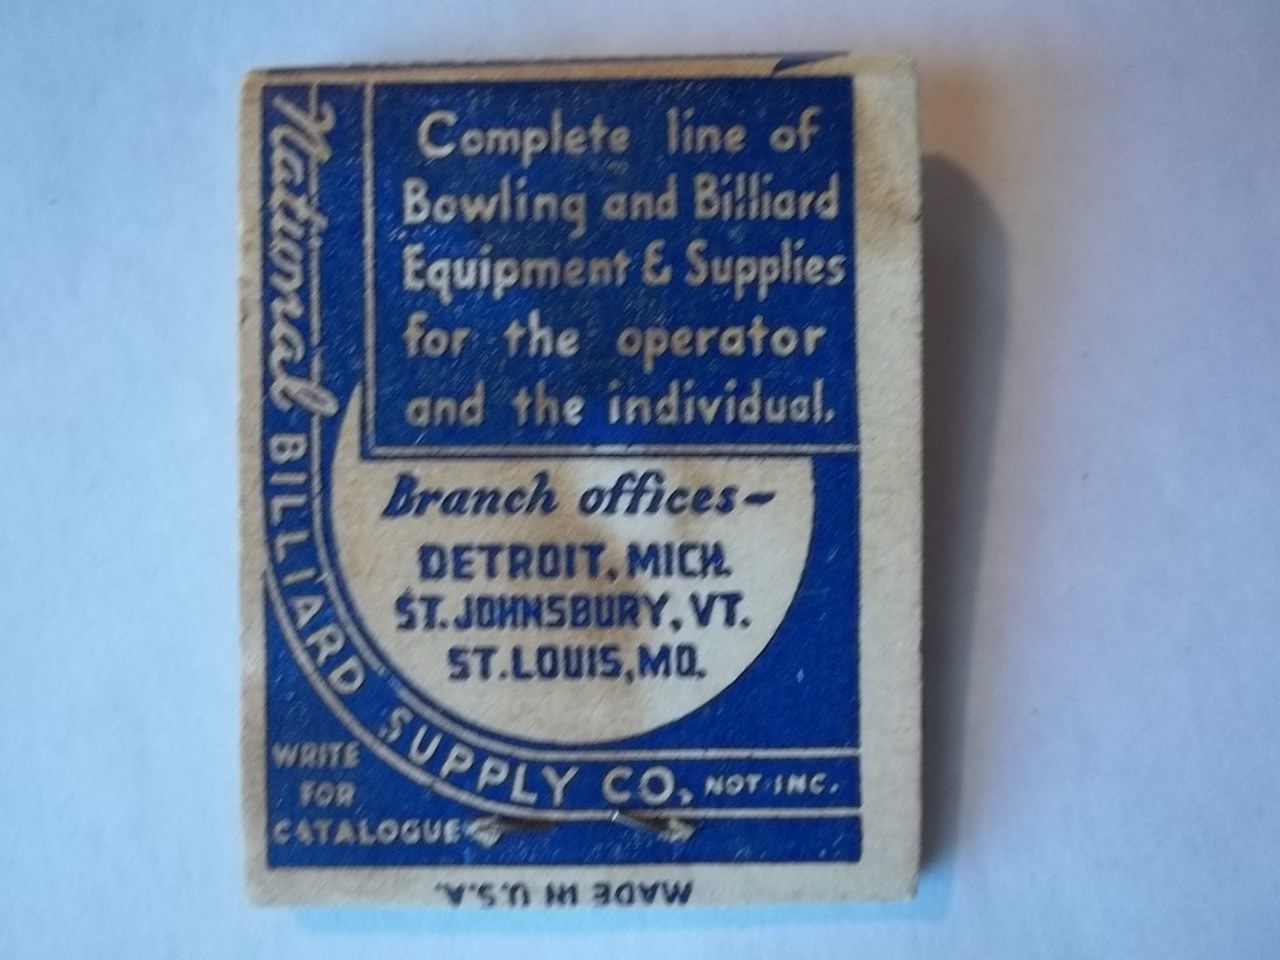 Complete line of
Bowling and Billiard
Equipment & Supplies
for the operator
and the individual.
Branch offices-
DETROIT, MICH.
ST. JOHNSBURY, VT.
ST. LOUIS, MO.
National BILLIARD SUPPLY CO., NOT INC.
WRITE
FOR
CATALOGUE
MADE IN U.S.A.